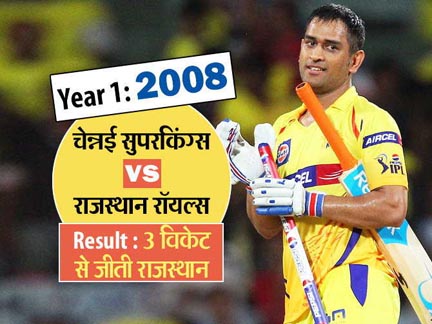 Year 1: 2008
चेन्नई सुपरकिंग्स
vs
राजस्थान रॉयल्स
Result : 3 विकेट
से जीती राजस्थान
AIRCEL
IPL